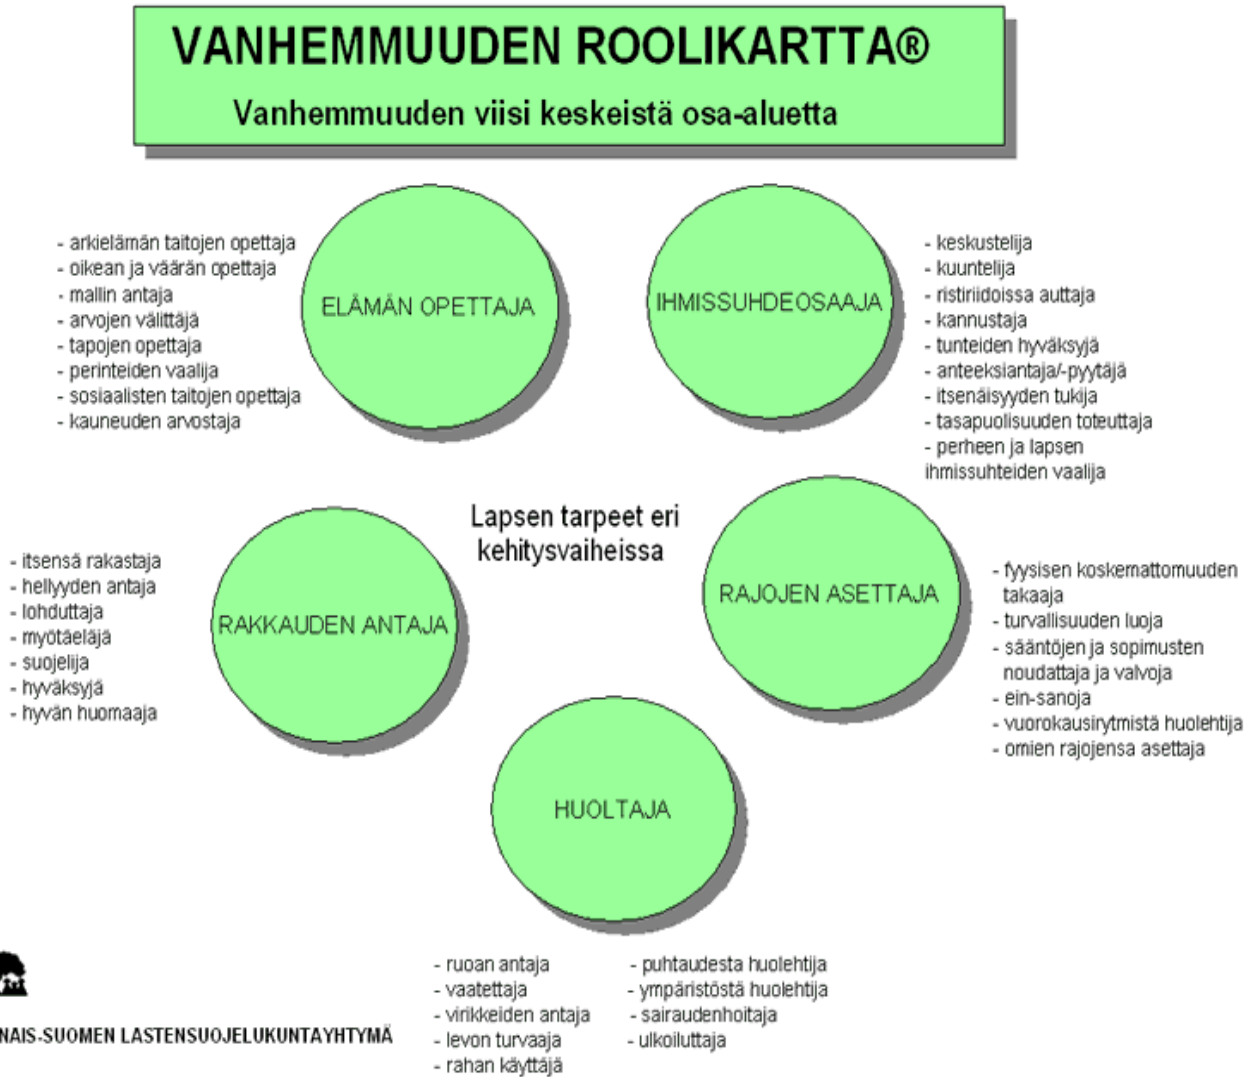 VANHEMMUUDEN ROOLIKARTTA®
Vanhemmuuden viisi keskeistä osa-aluetta
- arkielämän taitojen opettaja
- oikean ja väärän opettaja
- mallin antaja
- arvojen välittäjä
- tapojen opettaja
- perinteiden vaalija
- sosiaalisten taitojen opettaja
- kauneuden arvostaja
ELÄMÄN OPETTAJA
IHMISSUHDEOSAAJA
- keskustelija
- kuuntelija
- ristiriidoissa auttaja
- kannustaja
- tunteiden hyväksyjä
- anteeksiantaja/-pyytäjä
- itsenäisyyden tukija
- tasapuolisuuden toteuttaja
- perheen ja lapsen
ihmissuhteiden vaalija
Lapsen tarpeet eri
kehitysvaiheissa
- itsensä rakastaja
- hellyyden antaja
- lohduttaja
- myötäeläjä
- suojelija
- hyväksyjä
- hyvän huomaaja
RAKKAUDEN ANTAJA
RAJOJEN ASETTAJA
- fyysisen koskemattomuuden
takaaja
- turvallisuuden luoja
- sääntöjen ja sopimusten
noudattaja ja valvoja
- ein-sanoja
- vuorokausirytmistä huolehtija
- omien rajojensa asettaja
HUOLTAJA
- ruoan antaja
- vaatettaja
- virikkeiden antaja
- levon turvaaja
- rahan käyttäjä
- puhtaudesta huolehtija
- ympäristöstä huolehtija
- sairaudenhoitaja
- ulkoiluttaja
NAIS-SUOMEN LASTENSUOJELUKUNTAYHTYMÄ